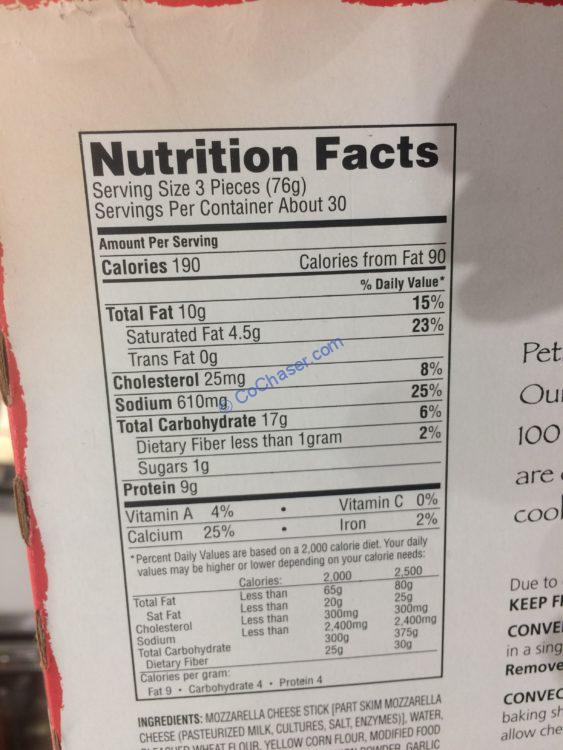 Nutrition Facts
Serving Size 3 Pieces (76g)
Servings Per Container About 30
Amount Per Serving
Calories 190 Calories from Fat 90
% Daily Value*
Total Fat 10g 15%
Saturated Fat 4.5g 23%
Trans Fat 0g
Cholesterol 25mg 8%
Sodium 610mg 25%
Total Carbohydrate 17g 6%
Dietary Fiber less than 1gram 2%
Sugars 1g
Protein 9g
Vitamin A 4% • Vitamin C 0%
Calcium 25% • Iron 2%
*Percent Daily Values are based on a 2,000 calorie diet. Your daily
values may be higher or lower depending on your calorie needs:
Calories: 2,000 2,500
Total Fat Less than 65g 80g
Sat Fat Less than 20g 25g
Cholesterol Less than 300mg 300mg
Sodium Less than 2,400mg 2,400mg
Total Carbohydrate 300g 375g
Dietary Fiber 25g 30g
Calories per gram:
Fat 9 • Carbohydrate 4 • Protein 4
INGREDIENTS: MOZZARELLA CHEESE STICK [PART SKIM MOZZARELLA
CHEESE (PASTEURIZED MILK, CULTURES, SALT, ENZYMES)], WATER,
WHEAT FLOUR, YELLOW CORN FLOUR, MODIFIED FOOD
POWDER, GARLIC
© CoChaser.com
Pet
Ou
100
are
coo
Due to
KEEP F
CONVE
in a sing
Remove
CONVEC
baking sh
allow che